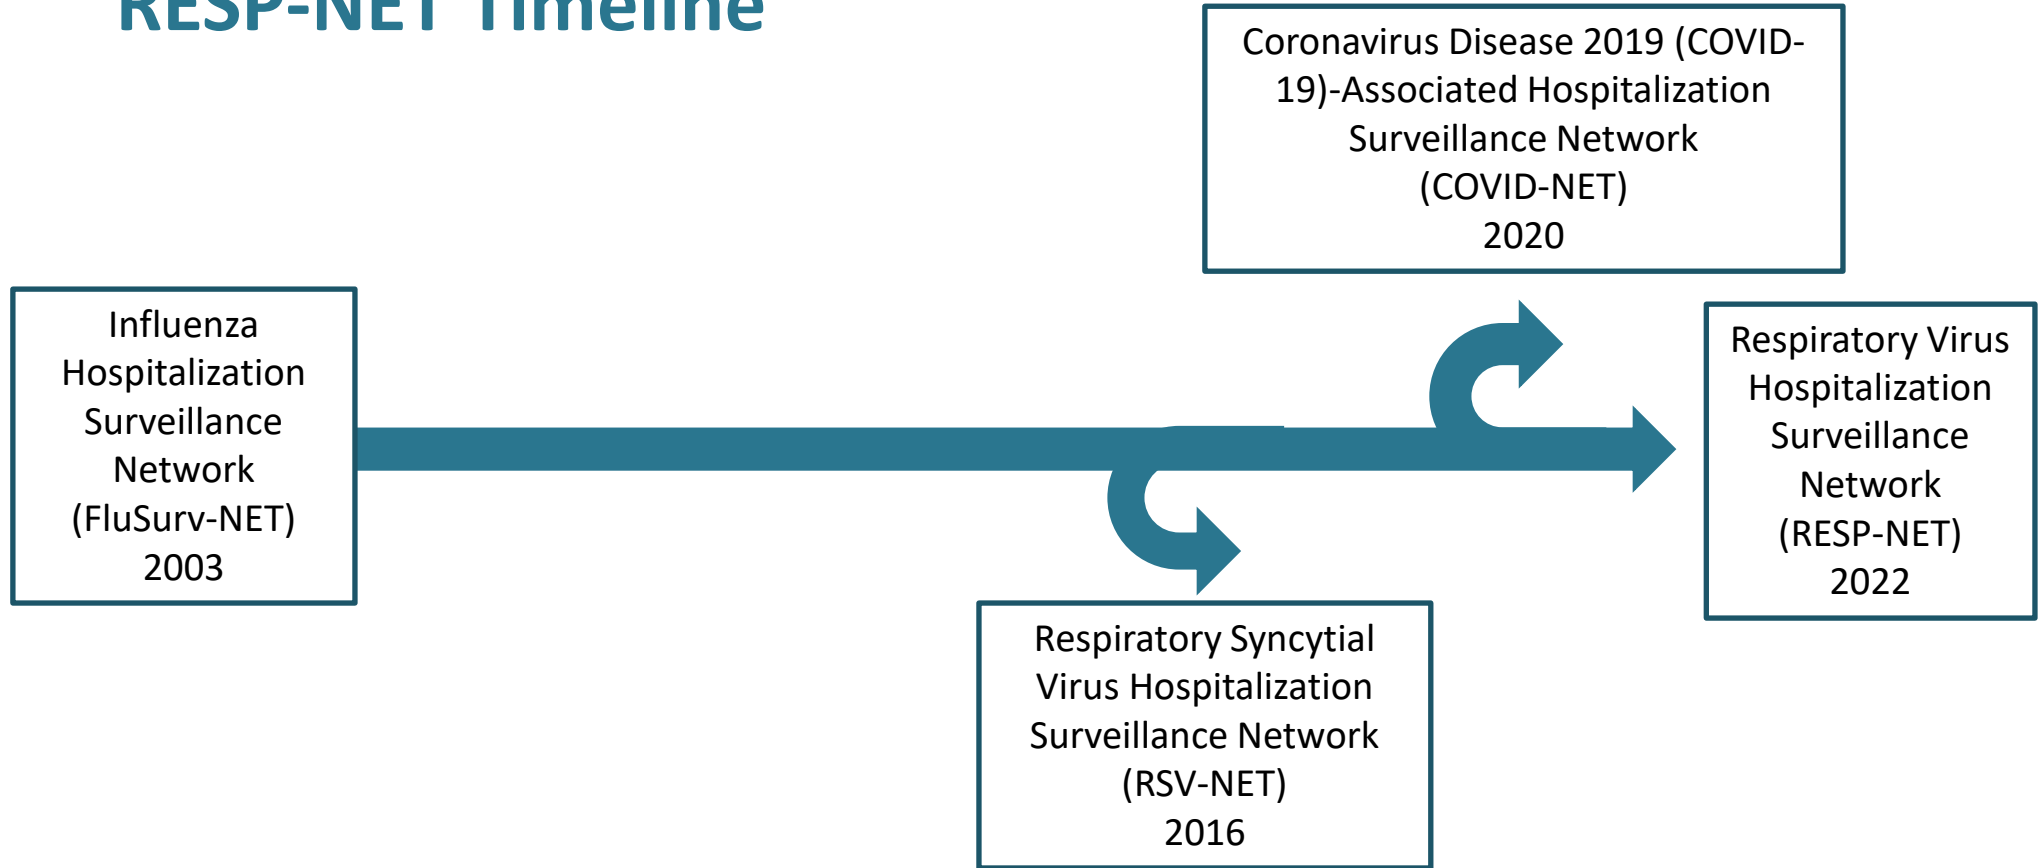 RESP-NET Timeline
Coronavirus Disease 2019 (COVID-
19)-Associated Hospitalization
Surveillance Network
(COVID-NET)
2020
Influenza
Hospitalization
Surveillance
Network
(FluSurv-NET)
2003
Respiratory Virus
Hospitalization
Surveillance
Network
(RESP-NET)
2022
Respiratory Syncytial
Virus Hospitalization
Surveillance Network
(RSV-NET)
2016